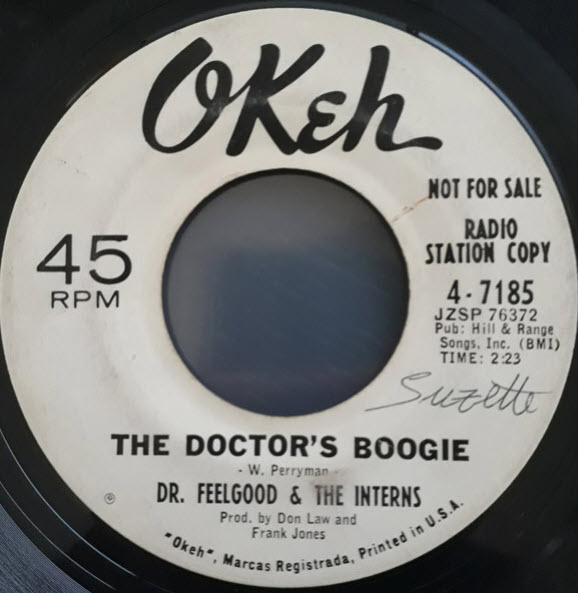 OKeh
NOT FOR SALE
RADIO
STATION COPY
45
RPM
4-7185
JZSP 76372
Pub: Hill & Range
Songs, Inc. (BMI)
TIME: 2:23
Suzette
THE DOCTOR'S BOOGIE
- W. Perryman -
DR. FEELGOOD & THE INTERNS
Prod. by Don Law and
Frank Jones
℗
"Okeh", Marcas Registrada, Printed in U.S.A.